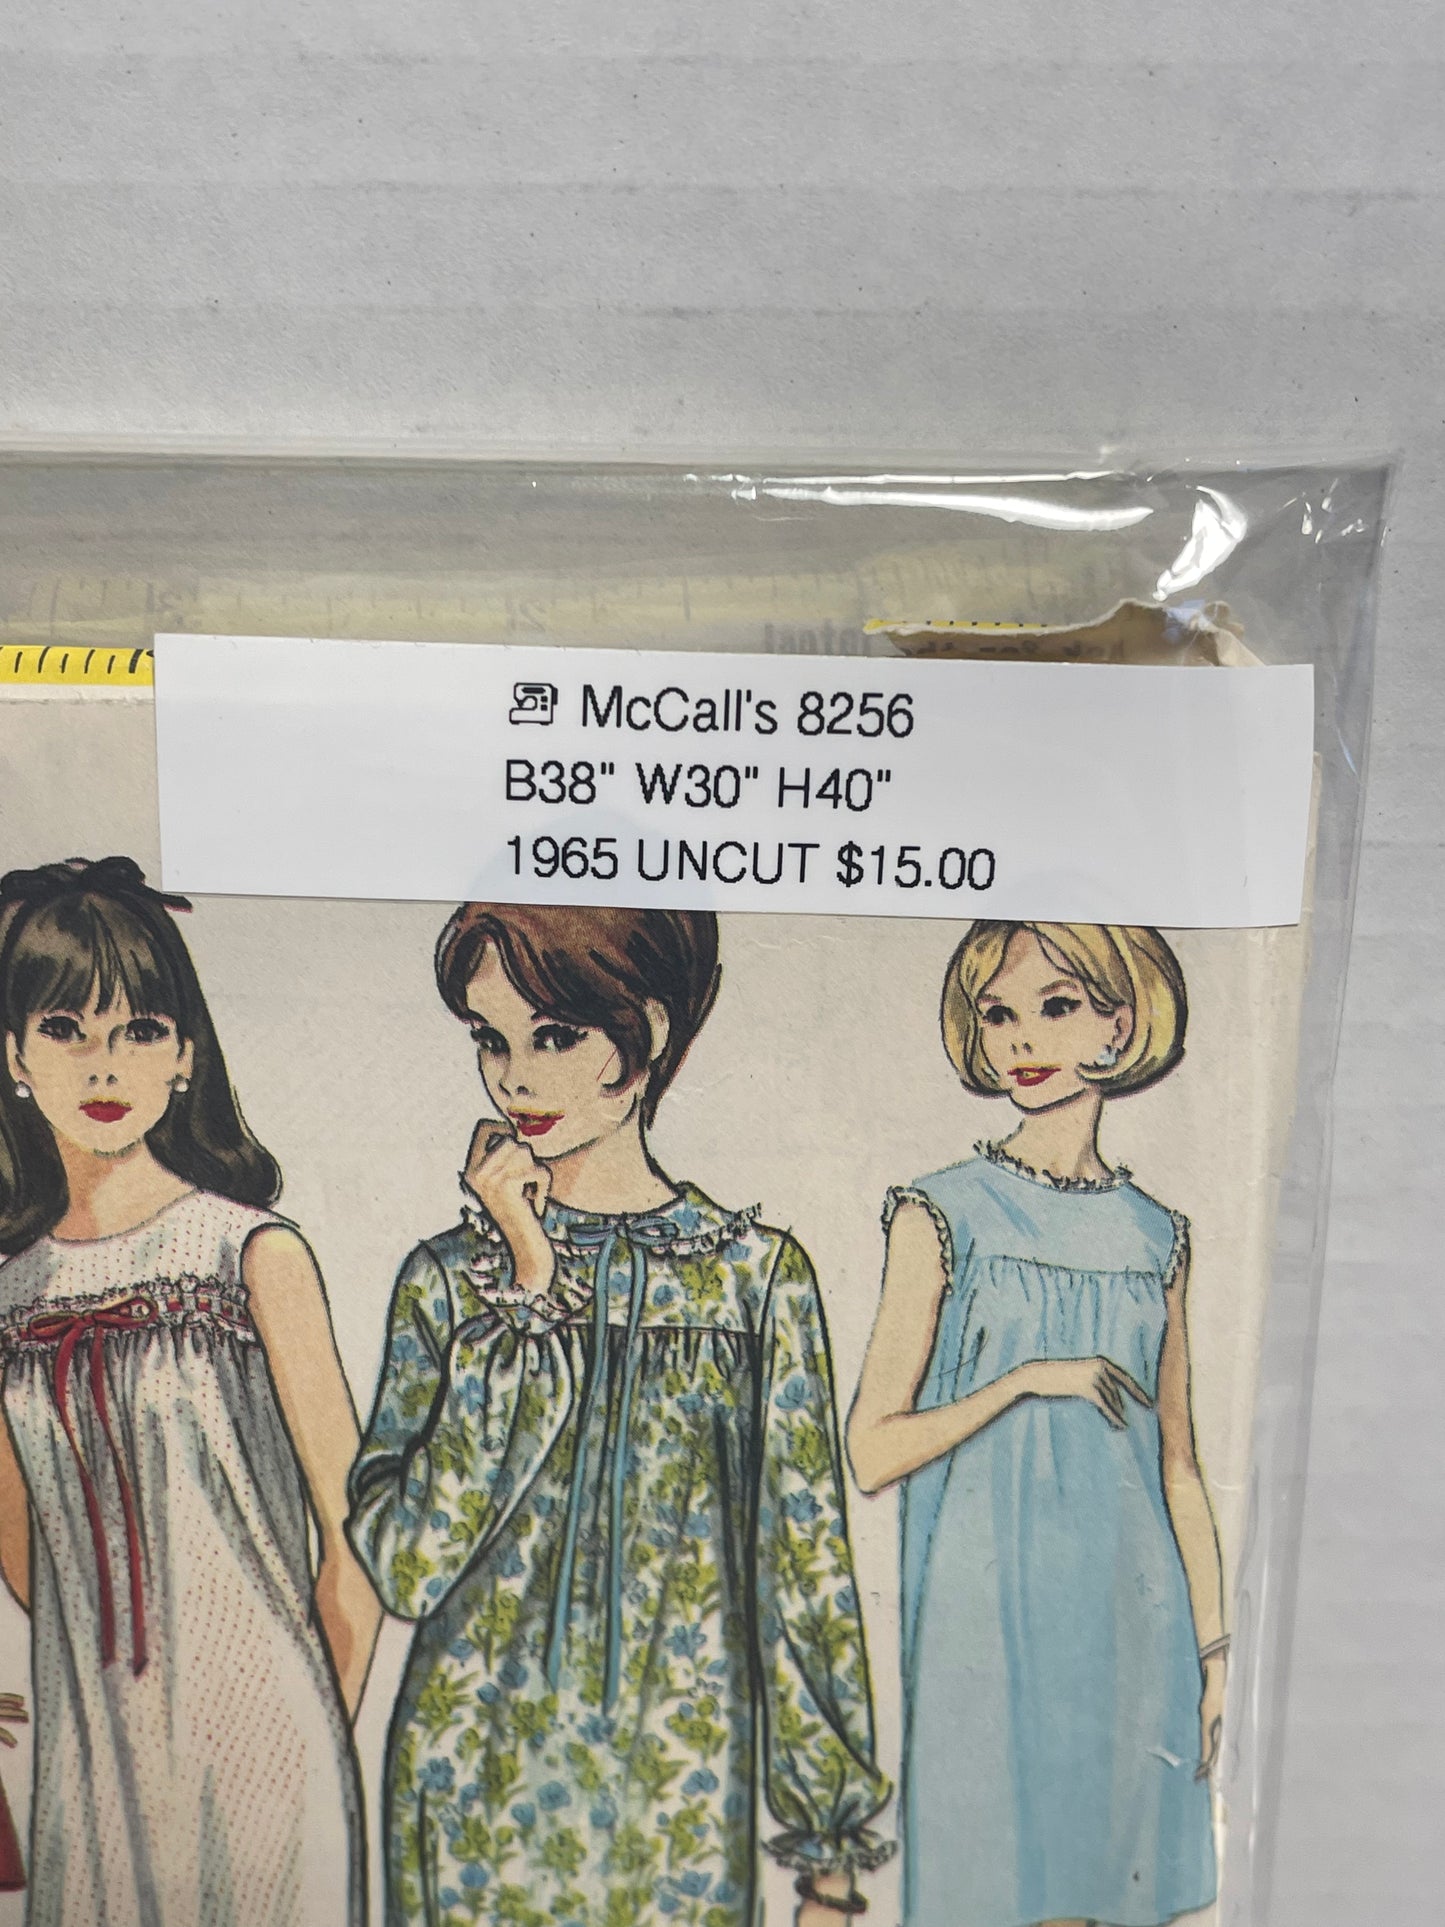 McCall's 8256
B38" W30" H40"
1965 UNCUT $15.00